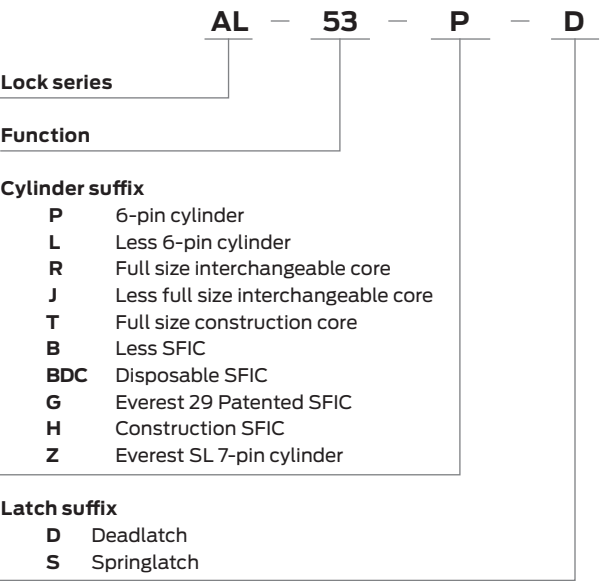 AL — 53 — P — D
Lock series
Function
Cylinder suffix
P 6-pin cylinder
L Less 6-pin cylinder
R Full size interchangeable core
J Less full size interchangeable core
T Full size construction core
B Less SFIC
BDC Disposable SFIC
G Everest 29 Patented SFIC
H Construction SFIC
Z Everest SL 7-pin cylinder
Latch suffix
D Deadlatch
S Springlatch